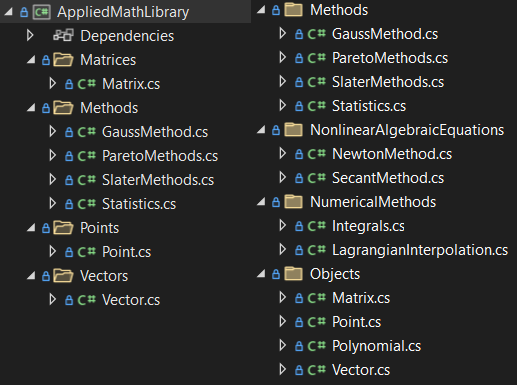 AppliedMathLibrary
Dependencies
Matrices
C# Matrix.cs
Methods
C# GaussMethod.cs
C# ParetoMethods.cs
C# SlaterMethods.cs
C# Statistics.cs
Points
C# Point.cs
Vectors
C# Vector.cs
Methods
C# GaussMethod.cs
C# ParetoMethods.cs
C# SlaterMethods.cs
C# Statistics.cs
NonlinearAlgebraicEquations
C# NewtonMethod.cs
C# SecantMethod.cs
NumericalMethods
C# Integrals.cs
C# LagrangianInterpolation.cs
Objects
C# Matrix.cs
C# Point.cs
C# Polynomial.cs
C# Vector.cs